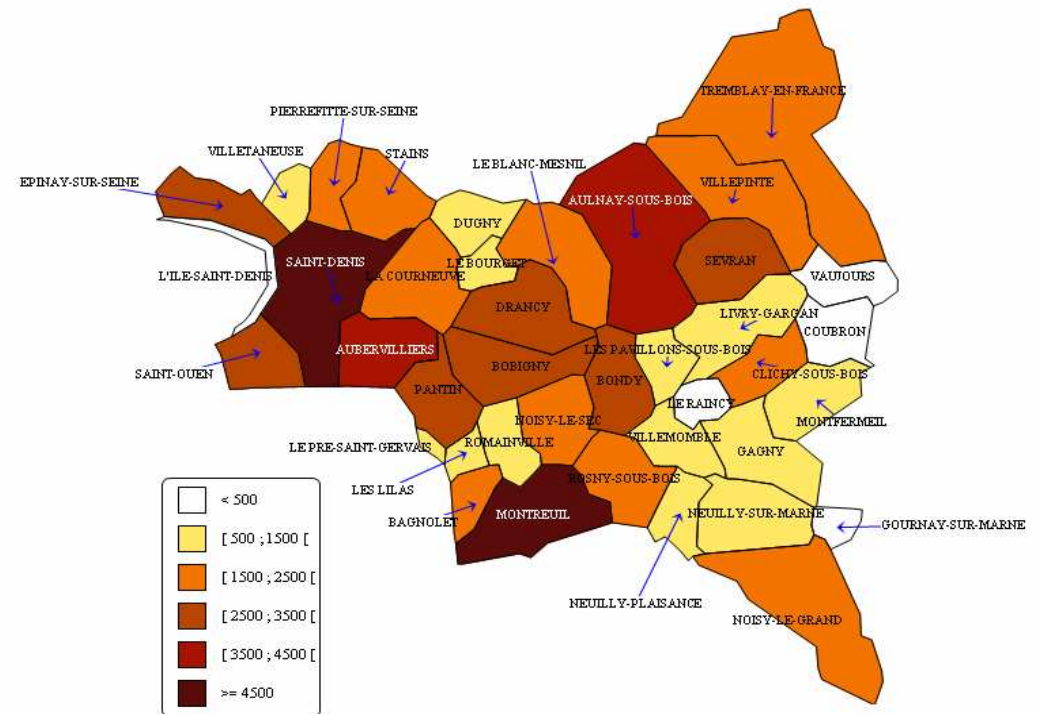 TREMBLAY-EN-FRANCE
PIERREFITTE-SUR-SEINE
VILLETANEUSE
STAINS
LE BLANC-MESNIL
EPINAY-SUR-SEINE
VILLEPINTE
AULNAY-SOUS-BOIS
DUGNY
L'ILE-SAINT-DENIS
SAINT-DENIS
LA COURNEUVE
LE BOURGET
SEVRAN
VAUJOURS
DRANCY
LIVRY-GARGAN
COUBRON
AUBERVILLIERS
LES PAVILLONS-SOUS-BOIS
SAINT-OUEN
BOBIGNY
CLICHY-SOUS-BOIS
PANTIN
BONDY
LE RAINCY
NOISY-LE-SEC
MONTFERMEIL
LE PRE-SAINT-GERVAIS
ROMAINVILLE
VILLEMOMBLE
GAGNY
ROSNY-SOUS-BOIS
LES LILAS
BAGNOLET
MONTREUIL
NEUILLY-SUR-MARNE
GOURNAY-SUR-MARNE
NEUILLY-PLAISANCE
NOISY-LE-GRAND
< 500
[ 500 ; 1500 [
[ 1500 ; 2500 [
[ 2500 ; 3500 [
[ 3500 ; 4500 [
>= 4500